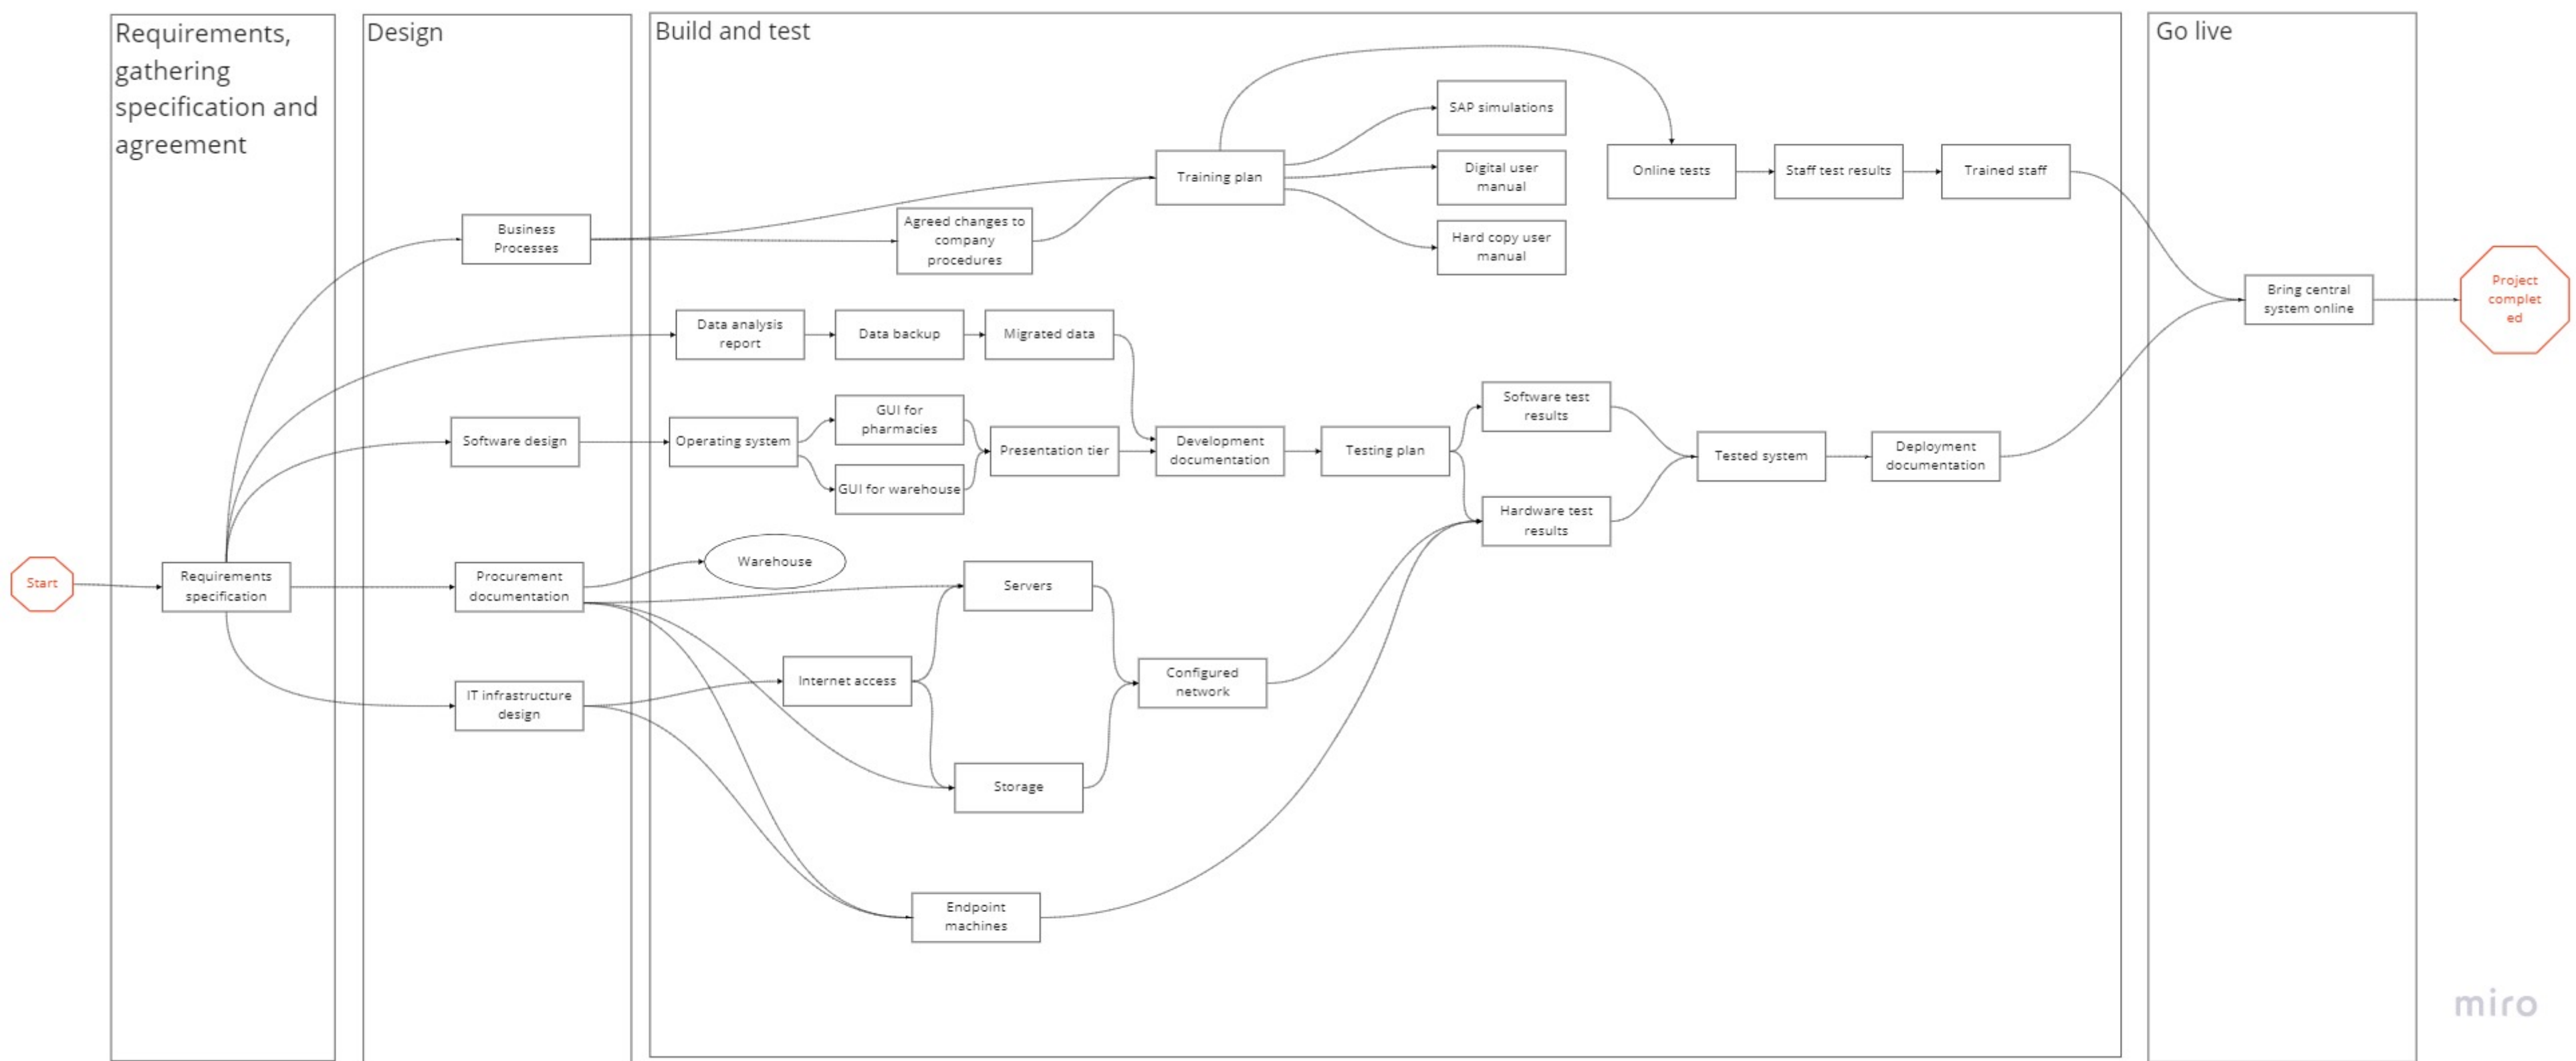 Requirements,
gathering
specification and
agreement
Design
Build and test
Go live
Start
Requirements
specification
Business
Processes
Software design
Procurement
documentation
IT infrastructure
design
Agreed changes to
company
procedures
Training plan
SAP simulations
Digital user
manual
Hard copy user
manual
Online tests
Staff test results
Trained staff
Data analysis
report
Data backup
Migrated data
Operating system
GUI for
pharmacies
GUI for warehouse
Presentation tier
Development
documentation
Testing plan
Software test
results
Hardware test
results
Tested system
Deployment
documentation
Warehouse
Servers
Internet access
Storage
Configured
network
Endpoint
machines
Bring central
system online
Project
complet
ed
miro